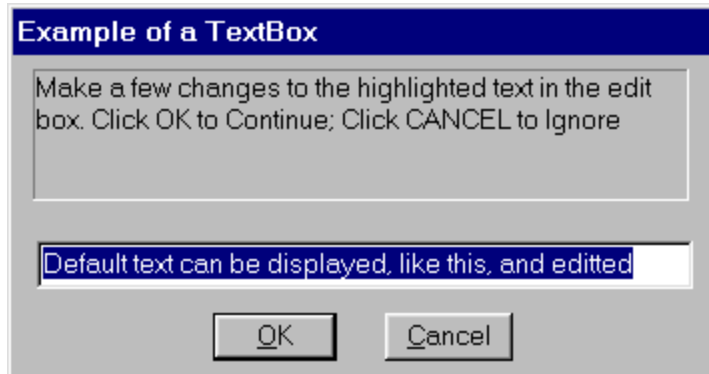 Example of a TextBox
Make a few changes to the highlighted text in the edit
box. Click OK to Continue; Click CANCEL to Ignore
Default text can be displayed, like this, and editted
OK
Cancel